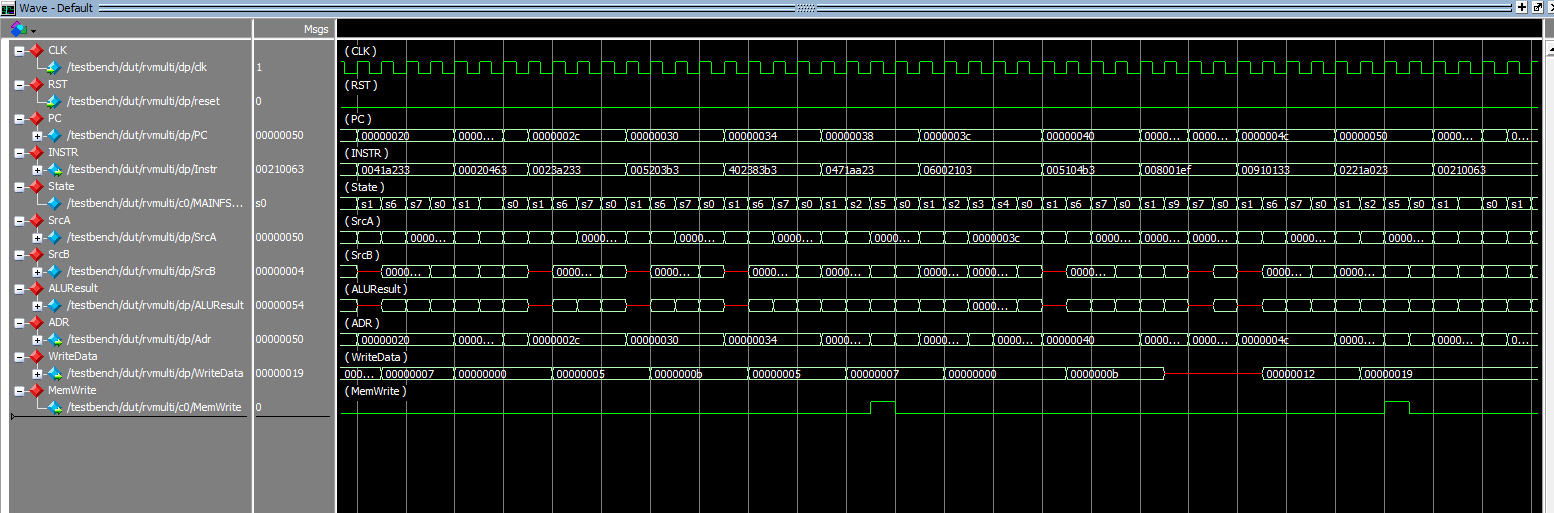 Wave - Default
Msgs
CLK
/testbench/dut/rvmulti/dp/clk 1
RST
/testbench/dut/rvmulti/dp/reset 0
PC
/testbench/dut/rvmulti/dp/PC 00000050
INSTR
/testbench/dut/rvmulti/dp/Instr 00210063
State
/testbench/dut/rvmulti/c0/MAINFS... s0
SrcA
/testbench/dut/rvmulti/dp/SrcA 00000050
SrcB
/testbench/dut/rvmulti/dp/SrcB 00000004
ALUResult
/testbench/dut/rvmulti/dp/ALUResult 00000054
ADR
/testbench/dut/rvmulti/dp/Adr 00000050
WriteData
/testbench/dut/rvmulti/dp/WriteData 00000019
MemWrite
/testbench/dut/rvmulti/c0/MemWrite 0
( CLK )
( RST )
( PC )
00000020 0000... 0000002c 00000030 00000034 00000038 0000003c 00000040 0000... 0000... 0000004c 00000050 0000... 0...
( INSTR )
0041a233 00020463 0023a233 005203b3 402383b3 0471aa23 06002103 005104b3 008001ef 00910133 0221a023 00210063
( State )
s1 s6 s7 s0 s1 s0 s1 s6 s7 s0 s1 s6 s7 s0 s1 s6 s7 s0 s1 s2 s5 s0 s1 s2 s3 s4 s0 s1 s6 s7 s0 s1 s9 s7 s0 s1 s6 s7 s0 s1 s2 s5 s0 s1 s0 s1
( SrcA )
0000... 0000... 0000... 0000... 0000... 0000003c 0000... 0000... 0000... 0000... 0000...
( SrcB )
0000... 0000... 0000... 0000... 0000... 0000... 0000... 0000... 0000... 0000...
( ALUResult )
0000...
( ADR )
00000020 00000000 0000002c 00000030 00000034 0000... 0000... 0000... 0000... 00000040 0000... 0000... 0000004c 0000... 0000... 0000... 0...
( WriteData )
000... 00000007 00000000 00000005 0000000b 00000005 00000007 00000000 0000000b 00000012 00000019
( MemWrite )